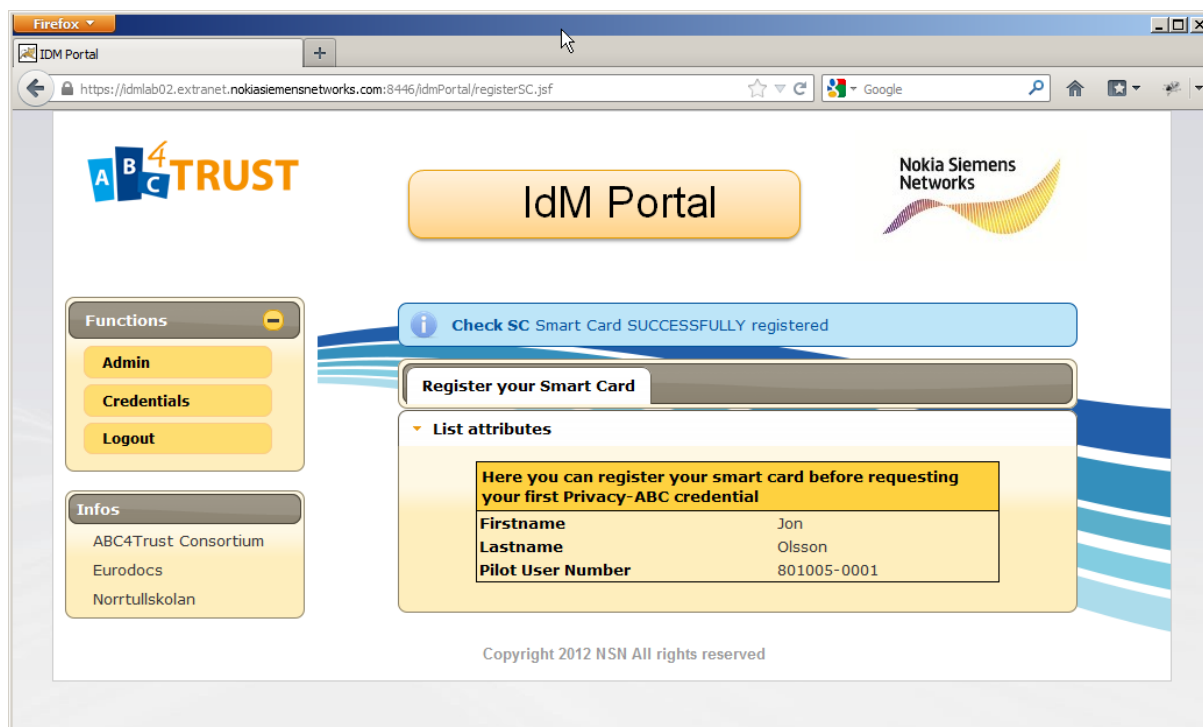 Firefox
IDM Portal
https://idmlab02.extranet.nokiasiemensnetworks.com:8446/idmPortal/registerSC.jsf
Google
ABC4TRUST
IdM Portal
Nokia Siemens
Networks
Functions
Admin
Credentials
Logout
Infos
ABC4Trust Consortium
Eurodocs
Norrtullskolan
Check SC Smart Card SUCCESSFULLY registered
Register your Smart Card
List attributes
Here you can register your smart card before requesting
your first Privacy-ABC credential
Firstname Jon
Lastname Olsson
Pilot User Number 801005-0001
Copyright 2012 NSN All rights reserved